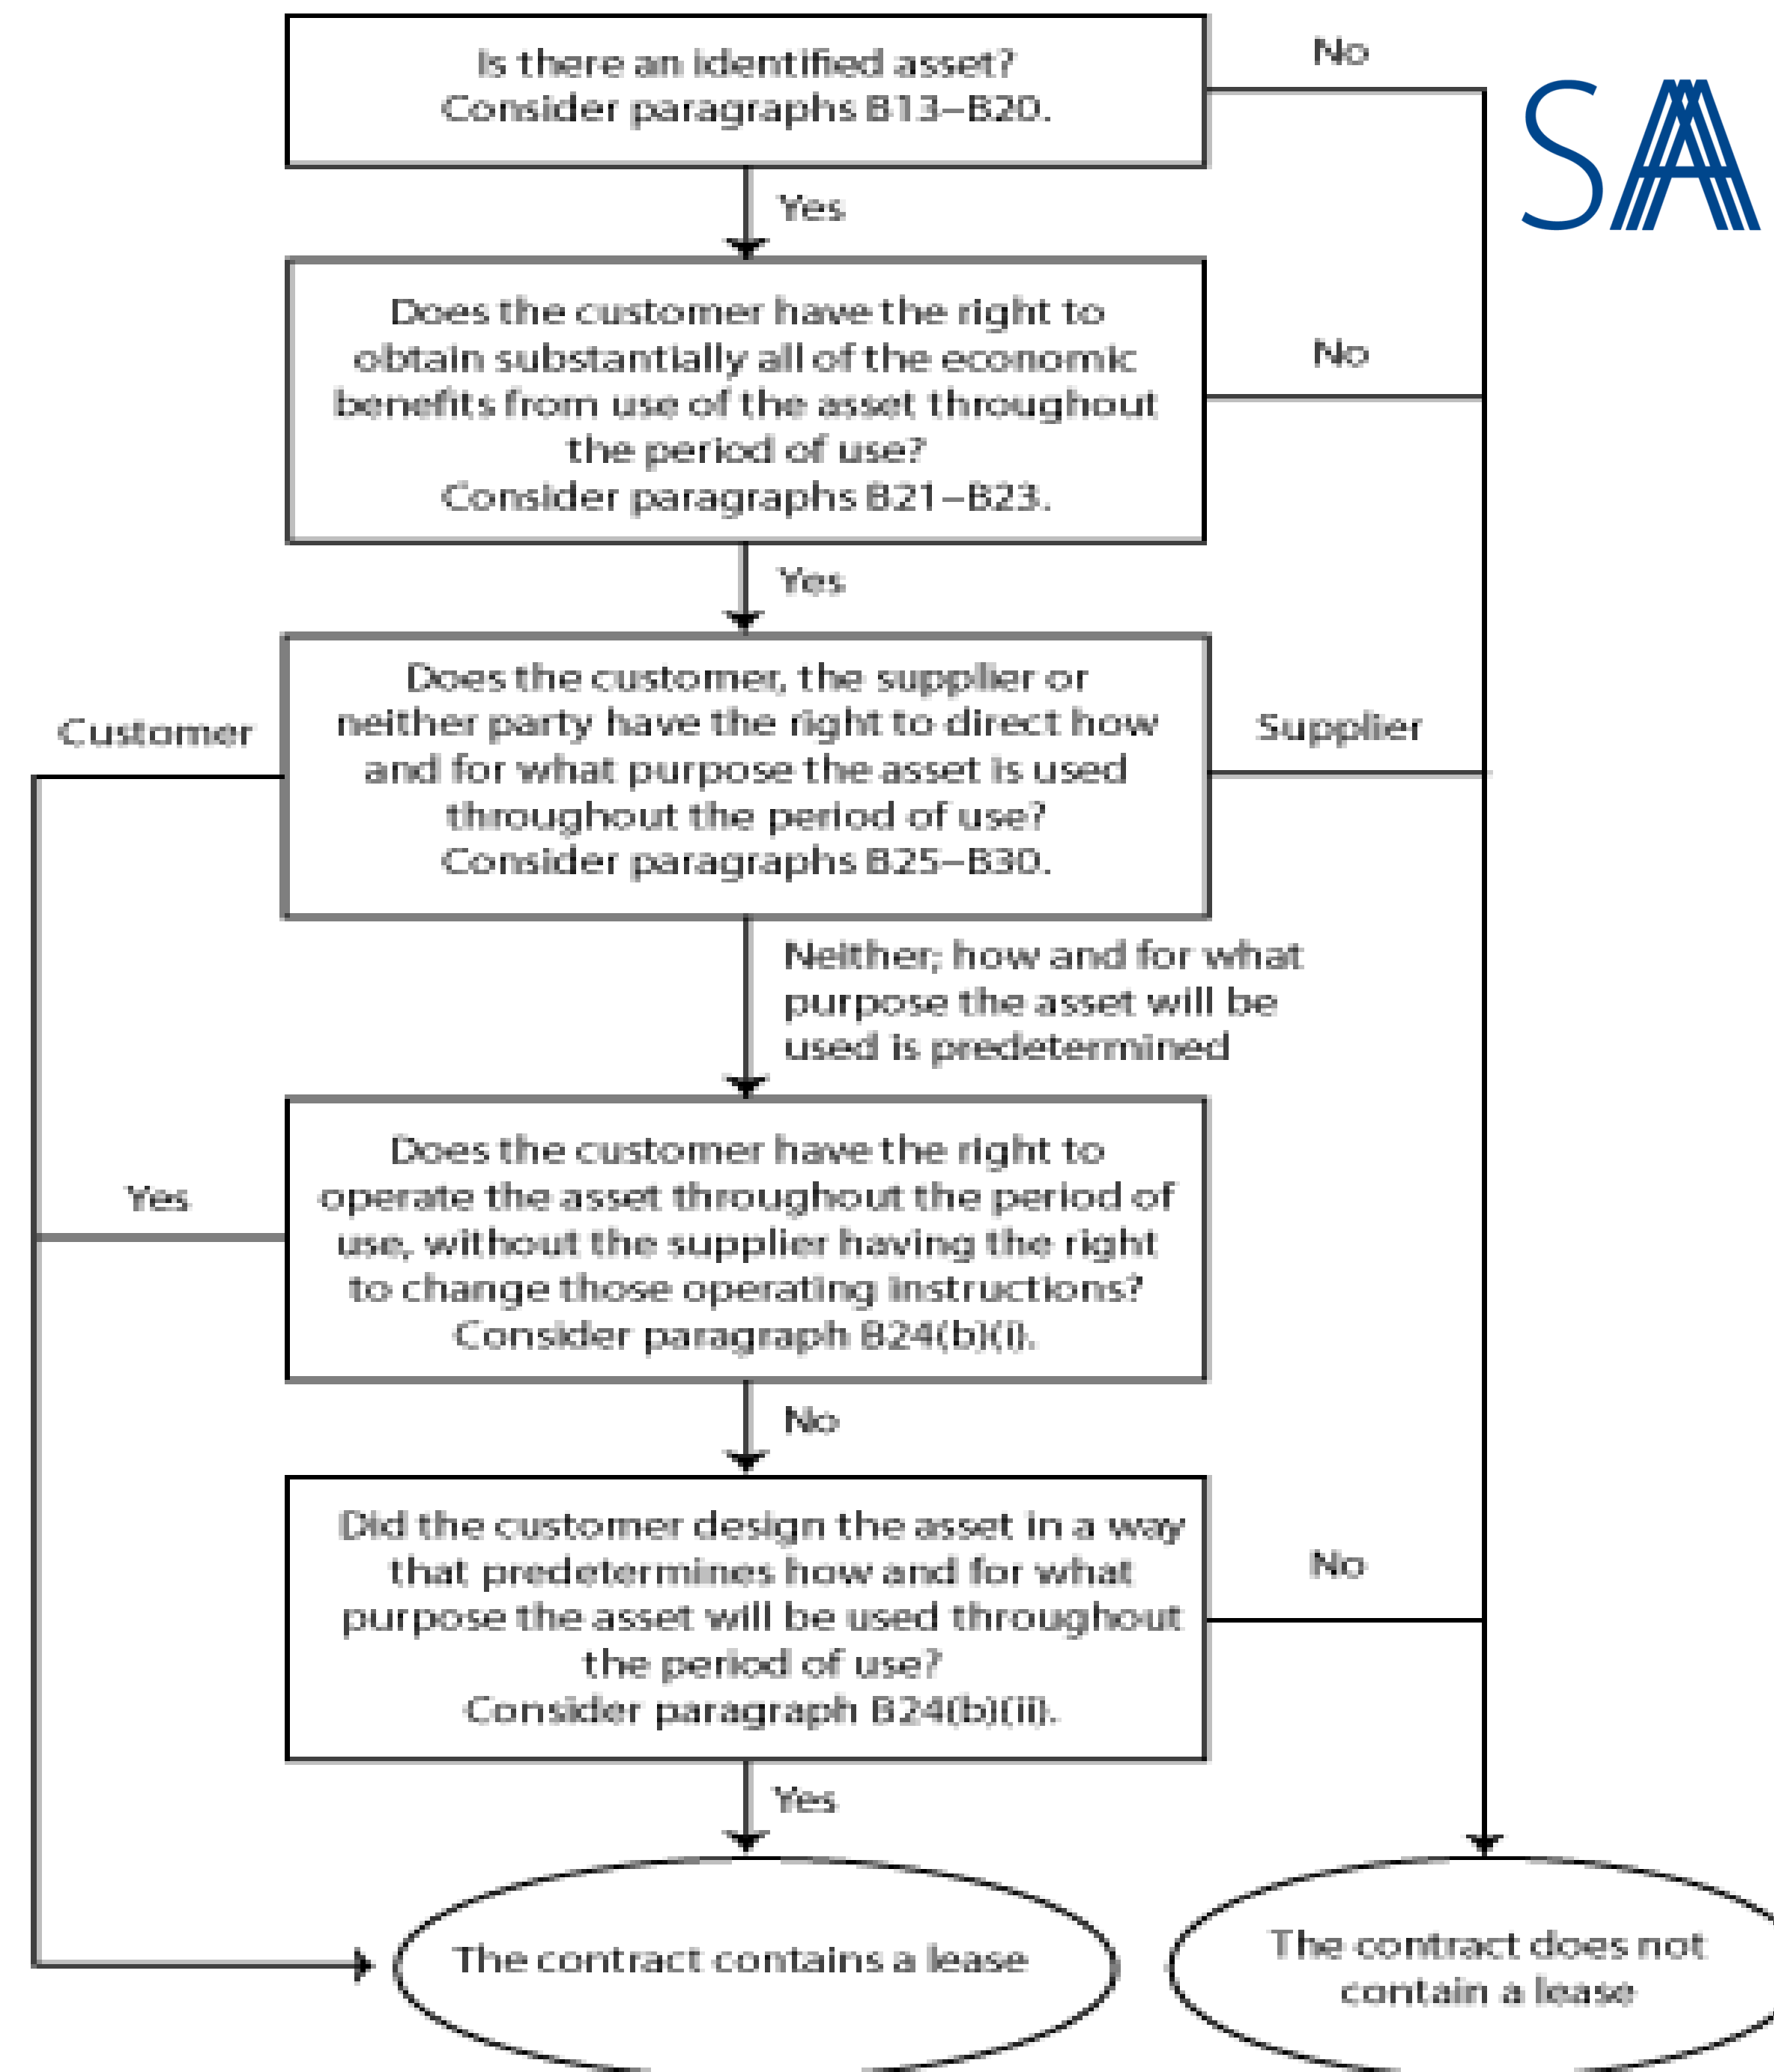 Is there an identified asset?
Consider paragraphs B13–B20.
No
SA
Yes
Does the customer have the right to
obtain substantially all of the economic
benefits from use of the asset throughout
the period of use?
Consider paragraphs B21–B23.
No
Yes
Does the customer, the supplier or
neither party have the right to direct how
and for what purpose the asset is used
throughout the period of use?
Consider paragraphs B25–B30.
Customer
Supplier
Neither; how and for what
purpose the asset will be
used is predetermined
Does the customer have the right to
operate the asset throughout the period of
use, without the supplier having the right
to change those operating instructions?
Consider paragraph B24(b)(i).
Yes
No
Did the customer design the asset in a way
that predetermines how and for what
purpose the asset will be used throughout
the period of use?
Consider paragraph B24(b)(ii).
No
Yes
The contract contains a lease
The contract does not
contain a lease